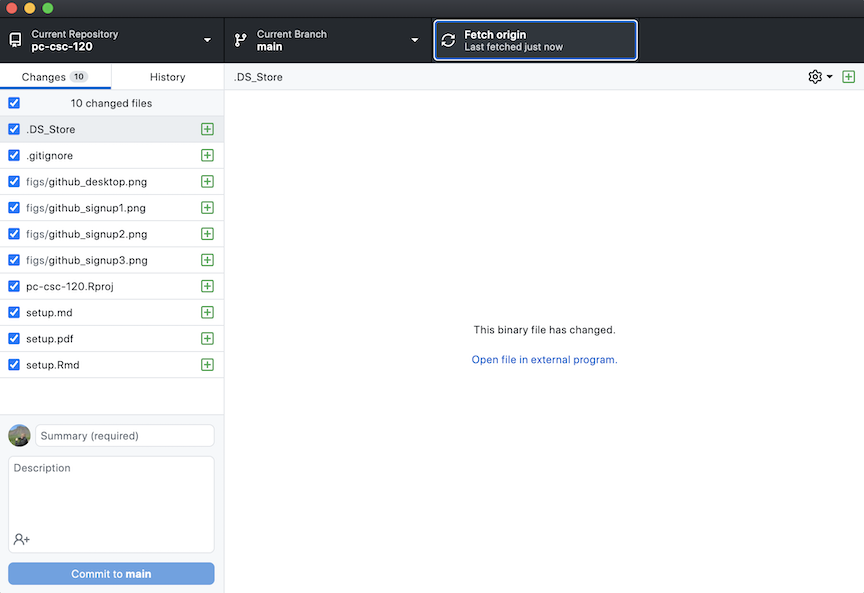 Current Repository
pc-csc-120
Current Branch
main
Fetch origin
Last fetched just now
Changes 10
History
.DS_Store
10 changed files
.DS_Store
.gitignore
figs/github_desktop.png
figs/github_signup1.png
figs/github_signup2.png
figs/github_signup3.png
pc-csc-120.Rproj
setup.md
setup.pdf
setup.Rmd
This binary file has changed.
Open file in external program.
Summary (required)
Description
Commit to main